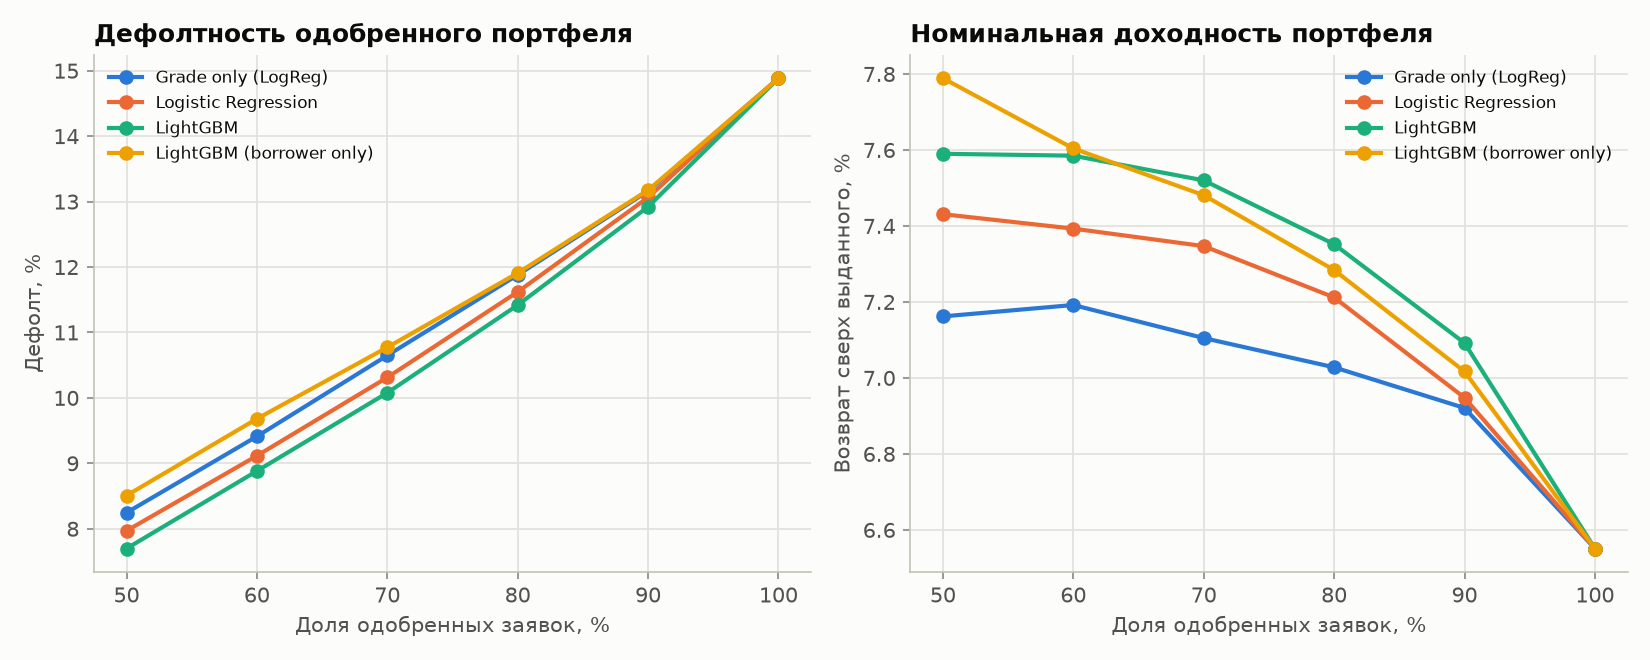 Дефолтность одобренного портфеля
Дефолт, %
15
14
13
12
11
10
9
8
Grade only (LogReg)
Logistic Regression
LightGBM
LightGBM (borrower only)
50 60 70 80 90 100
Доля одобренных заявок, %
Номинальная доходность портфеля
Возврат сверх выданного, %
7.8
7.6
7.4
7.2
7.0
6.8
6.6
Grade only (LogReg)
Logistic Regression
LightGBM
LightGBM (borrower only)
50 60 70 80 90 100
Доля одобренных заявок, %